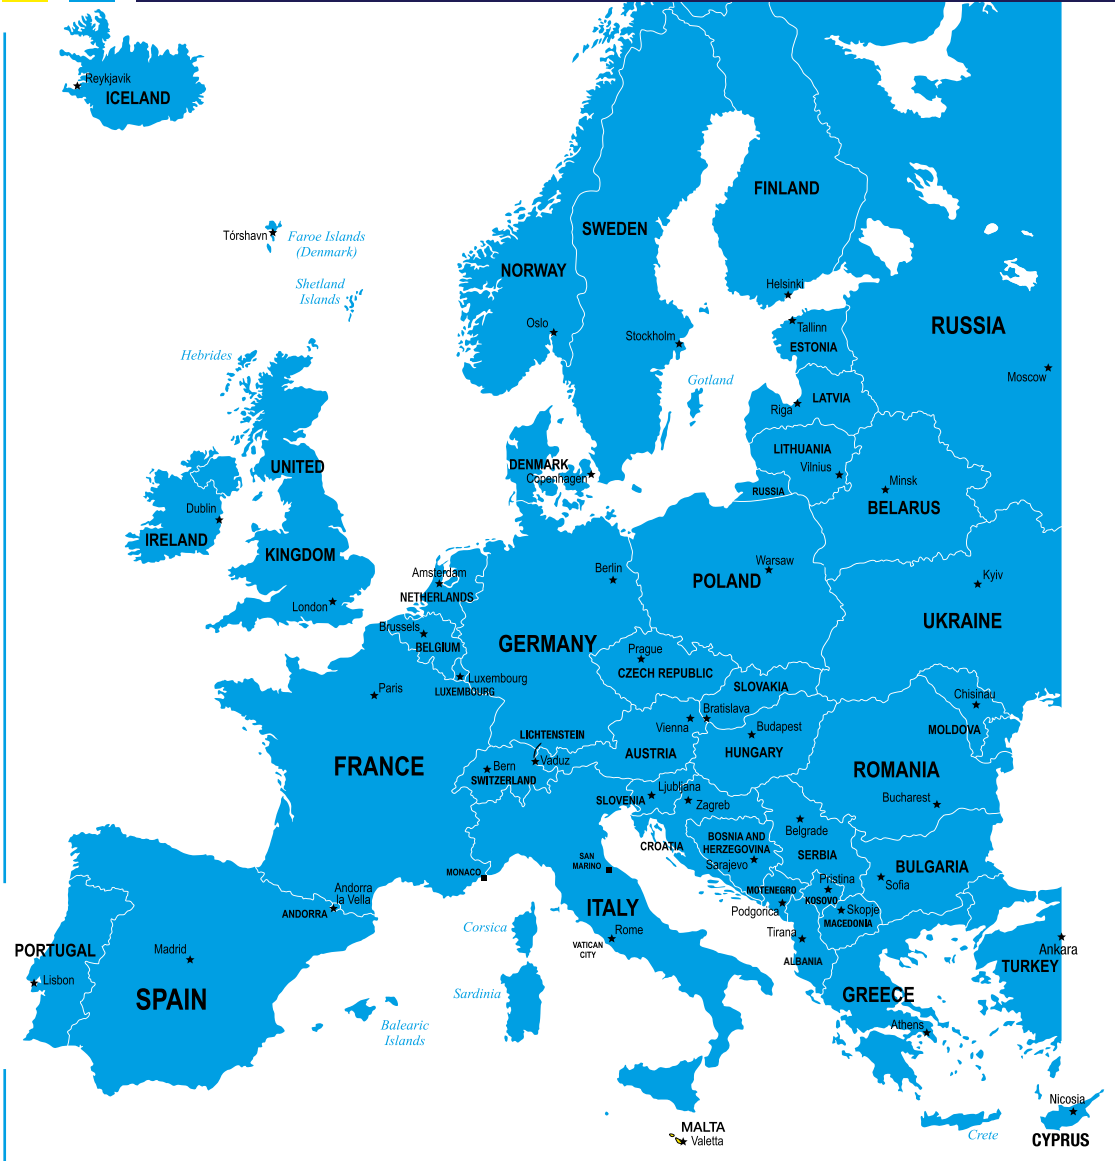 Reykjavik
ICELAND
FINLAND
SWEDEN
Tórshavn
Faroe Islands
(Denmark)
NORWAY
Shetland
Islands
Helsinki
Oslo
Tallinn
RUSSIA
Stockholm
ESTONIA
Hebrides
Moscow
Gotland
LATVIA
Riga
LITHUANIA
UNITED
DENMARK
Vilnius
Copenhagen
Minsk
RUSSIA
BELARUS
Dublin
IRELAND
KINGDOM
Warsaw
Berlin
Amsterdam
Kyiv
POLAND
NETHERLANDS
London
UKRAINE
Brussels
GERMANY
BELGIUM
Prague
CZECH REPUBLIC
Luxembourg
SLOVAKIA
Paris
LUXEMBOURG
Chisinau
Bratislava
Vienna
Budapest
MOLDOVA
LICHTENSTEIN
AUSTRIA
HUNGARY
Vaduz
FRANCE
Bern
ROMANIA
SWITZERLAND
Ljubljana
Bucharest
SLOVENIA
Zagreb
Belgrade
BOSNIA AND
HERZEGOVINA
CROATIA
SERBIA
SAN
MARINO
Sarajevo
BULGARIA
MONACO
Pristina
Sofia
Andorra
la Vella
MOTENEGRO
KOSOVO
ANDORRA
ITALY
Podgorica
Skopje
MACEDONIA
Corsica
Rome
Tirana
PORTUGAL
Madrid
VATICAN
CITY
Ankara
ALBANIA
TURKEY
Lisbon
Sardinia
GREECE
SPAIN
Balearic
Islands
Athens
Nicosia
MALTA
Valetta
Crete
CYPRUS